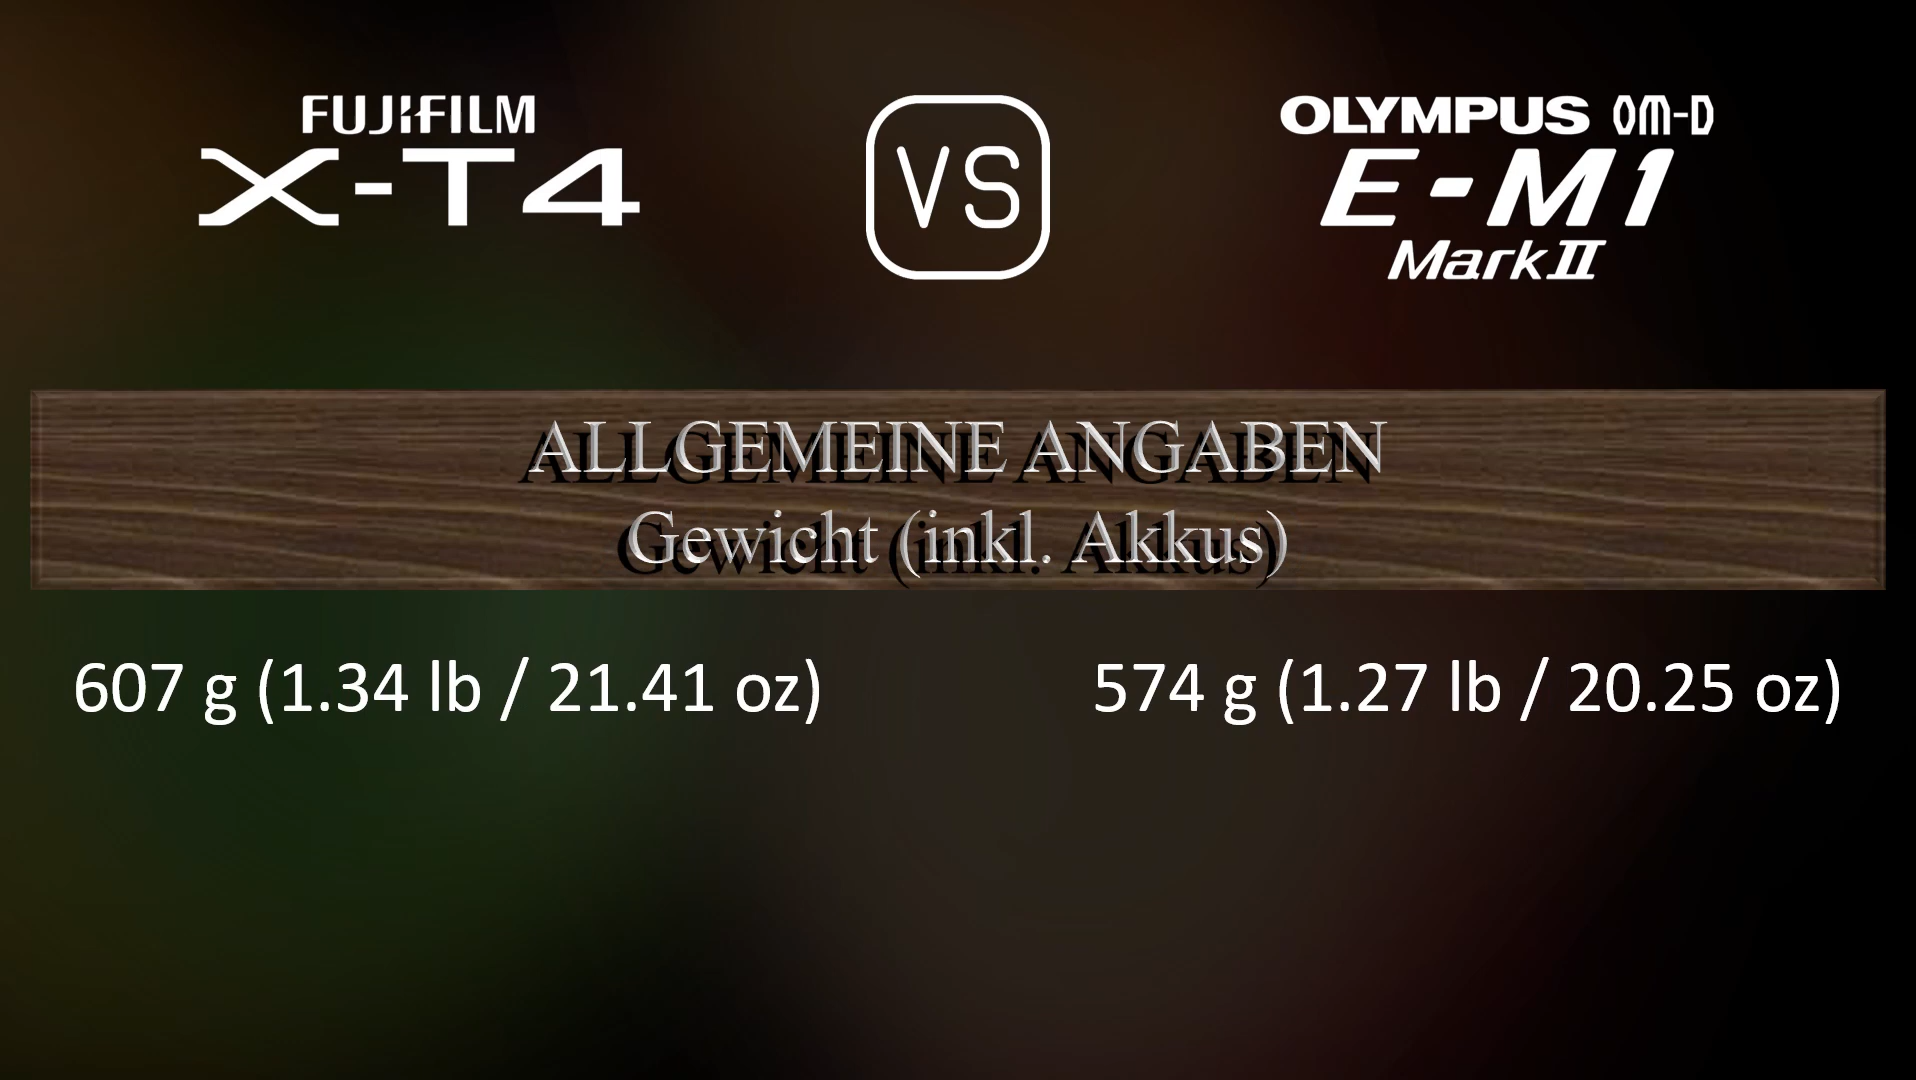 FUJIFILM
X-T4
VS
OLYMPUS OM-D
E-M1
Mark II
ALLGEMEINE ANGABEN
Gewicht (inkl. Akkus)
607 g (1.34 lb / 21.41 oz)
574 g (1.27 lb / 20.25 oz)